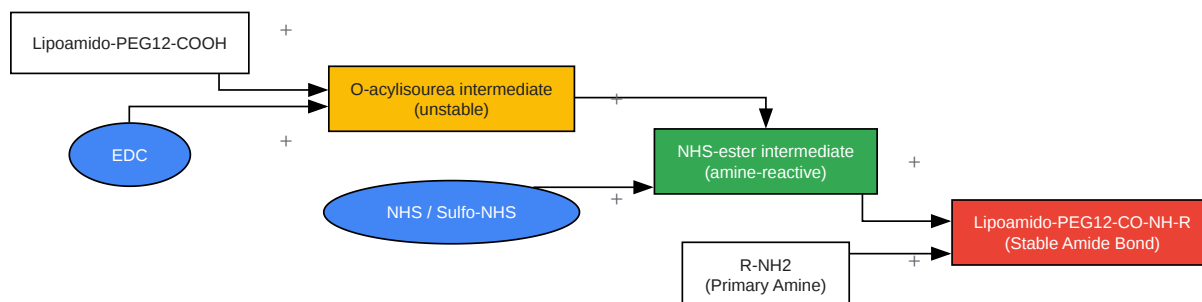 Lipoamido-PEG12-COOH
+
O-acylisourea intermediate
(unstable)
+
+
EDC
NHS-ester intermediate
(amine-reactive)
+
NHS / Sulfo-NHS
+
Lipoamido-PEG12-CO-NH-R
(Stable Amide Bond)
R-NH2
(Primary Amine)
+